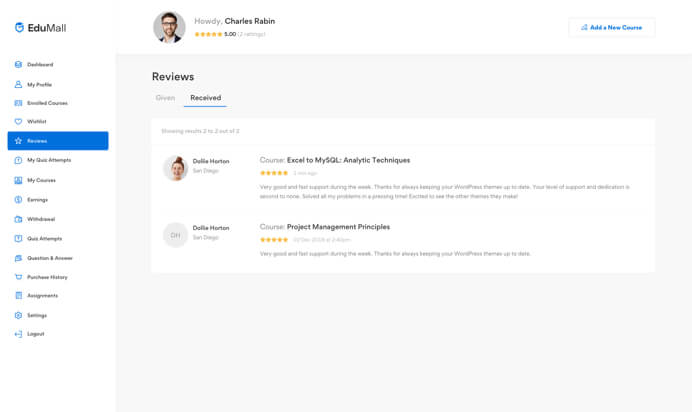 EduMall
Howdy, Charles Rabin
5.00 (2 ratings)
Add a New Course
Dashboard
My Profile
Enrolled Courses
Wishlist
Reviews
My Quiz Attempts
My Courses
Earnings
Withdrawal
Quiz Attempts
Question & Answer
Purchase History
Assignments
Settings
Logout
Reviews
Given Received
Showing results 2 to 2 out of 2
Dollie Horton
San Diego
Course: Excel to MySQL: Analytic Techniques
2 min ago
Very good and fast support during the week. Thanks for always keeping your WordPress themes up to date. Your level of support and dedication is
second to none. Solved all my problems in a pressing time! Excited to see the other themes they make!
DH
Dollie Horton
San Diego
Course: Project Management Principles
Very good and fast support during the week. Thanks for always keeping your WordPress themes up to date.